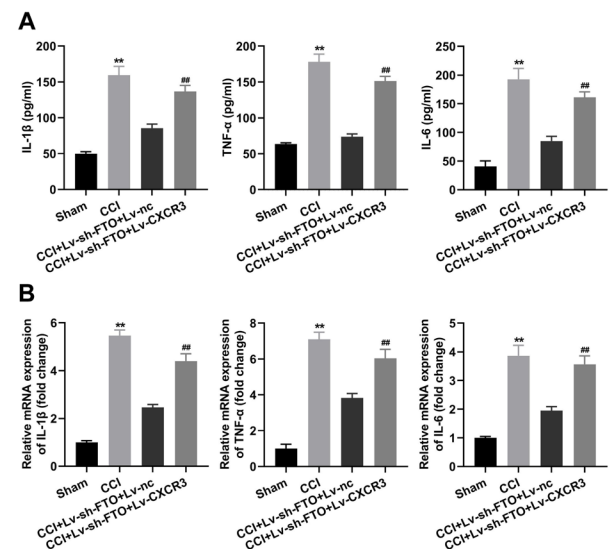 A
IL-1β (pg/ml)
200
150
100
50
0
**
##
Sham
CCI
CCI+Lv-sh-FTO+Lv-nc
CCI+Lv-sh-FTO+Lv-CXCR3
TNF-α (pg/ml)
200
150
100
50
0
**
##
Sham
CCI
CCI+Lv-sh-FTO+Lv-nc
CCI+Lv-sh-FTO+Lv-CXCR3
IL-6 (pg/ml)
250
200
150
100
50
0
**
##
Sham
CCI
CCI+Lv-sh-FTO+Lv-nc
CCI+Lv-sh-FTO+Lv-CXCR3
B
Relative mRNA expression
of IL-1β (fold change)
6
4
2
0
**
##
Sham
CCI
CCI+Lv-sh-FTO+Lv-nc
CCI+Lv-sh-FTO+Lv-CXCR3
Relative mRNA expression
of TNF-α (fold change)
8
6
4
2
0
**
##
Sham
CCI
CCI+Lv-sh-FTO+Lv-nc
CCI+Lv-sh-FTO+Lv-CXCR3
Relative mRNA expression
of IL-6 (fold change)
5
4
3
2
1
0
**
##
Sham
CCI
CCI+Lv-sh-FTO+Lv-nc
CCI+Lv-sh-FTO+Lv-CXCR3